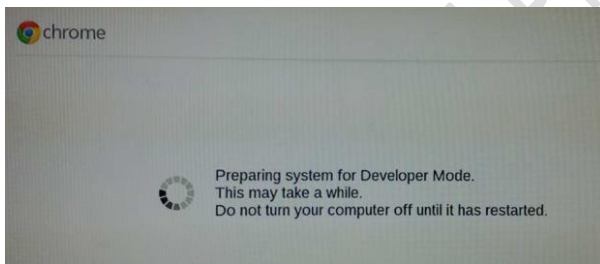 chrome
Preparing system for Developer Mode.
This may take a while.
Do not turn your computer off until it has restarted.